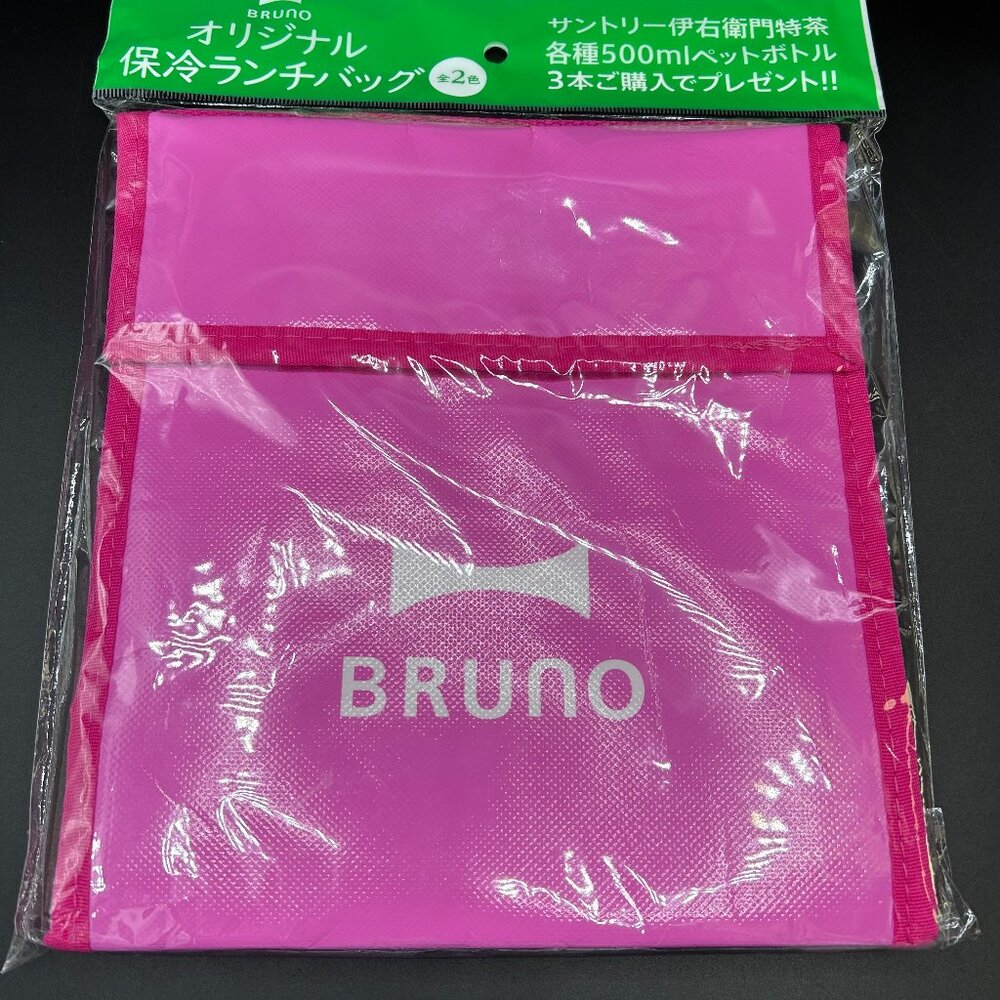 BRUNO
オリジナル
保冷ランチバッグ 全2色
サントリー伊右衛門特茶
各種500mlペットボトル
3本ご購入でプレゼント!!
BRUNO